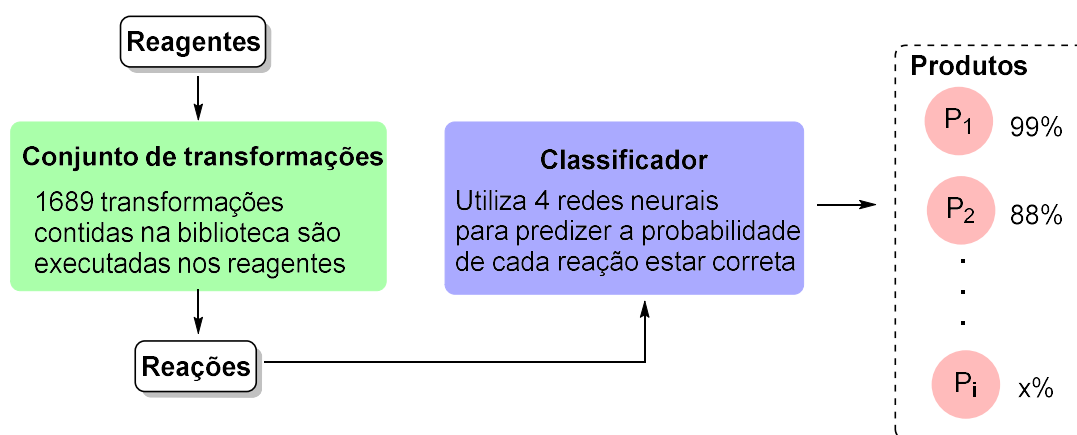 Reagentes
Conjunto de transformações
1689 transformações
contidas na biblioteca são
executadas nos reagentes
Reações
Classificador
Utiliza 4 redes neurais
para predizer a probabilidade
de cada reação estar correta
Produtos
P1 99%
P2 88%
.
.
.
Pi x%